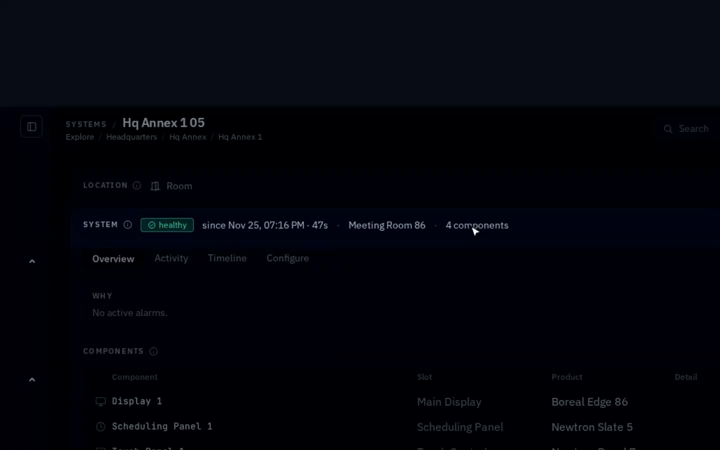 SYSTEMS / Hq Annex 1 05
Search
Explore / Headquarters / Hq Annex / Hq Annex 1
LOCATION Room
SYSTEM healthy since Nov 25, 07:16 PM · 47s · Meeting Room 86 · 4 components
Overview Activity Timeline Configure
WHY
No active alarms.
COMPONENTS
Component Slot Product Detail
Display 1 Main Display Boreal Edge 86
Scheduling Panel 1 Scheduling Panel Newtron Slate 5